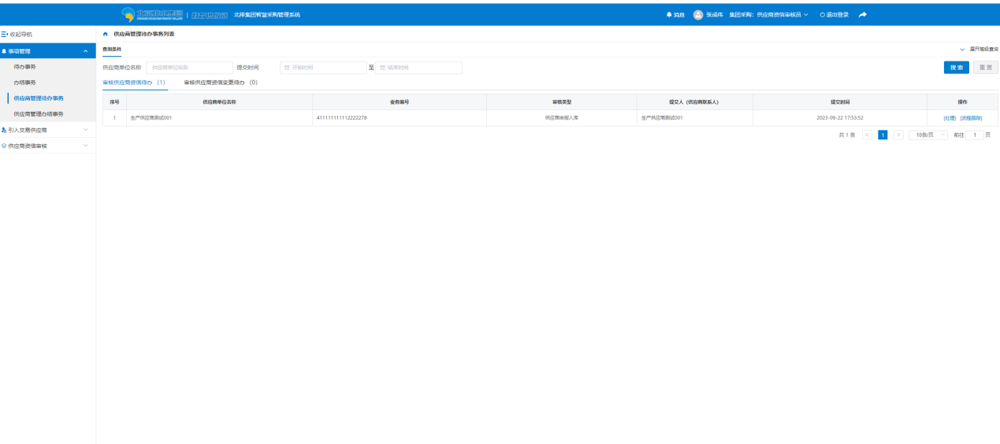 北京排水集团 | 北排集团智慧采购管理系统 消息 张成伟 集团采购：供应商资信审核员 退出登录
收起导航 供应商管理待办事务列表
事项管理 查询条件 展开高级查询
待办事务 供应商单位名称 供应商单位名称 提交时间 开始时间 至 结束时间 搜索 重置
办结事务 审核供应商资信待办 (1) 审核供应商资信变更待办 (0)
供应商管理待办事务 序号 供应商单位名称 业务编号 审核类型 提交人 (供应商联系人) 提交时间 操作
供应商管理办结事务 1 生产供应商测试001 411111111112222278 供应商申报入库 生产供应商测试001 2023-09-22 17:53:52 [处理] [流程跟踪]
引入交易供应商 共 1 条 1 10条/页 前往 1 页
供应商资信审核